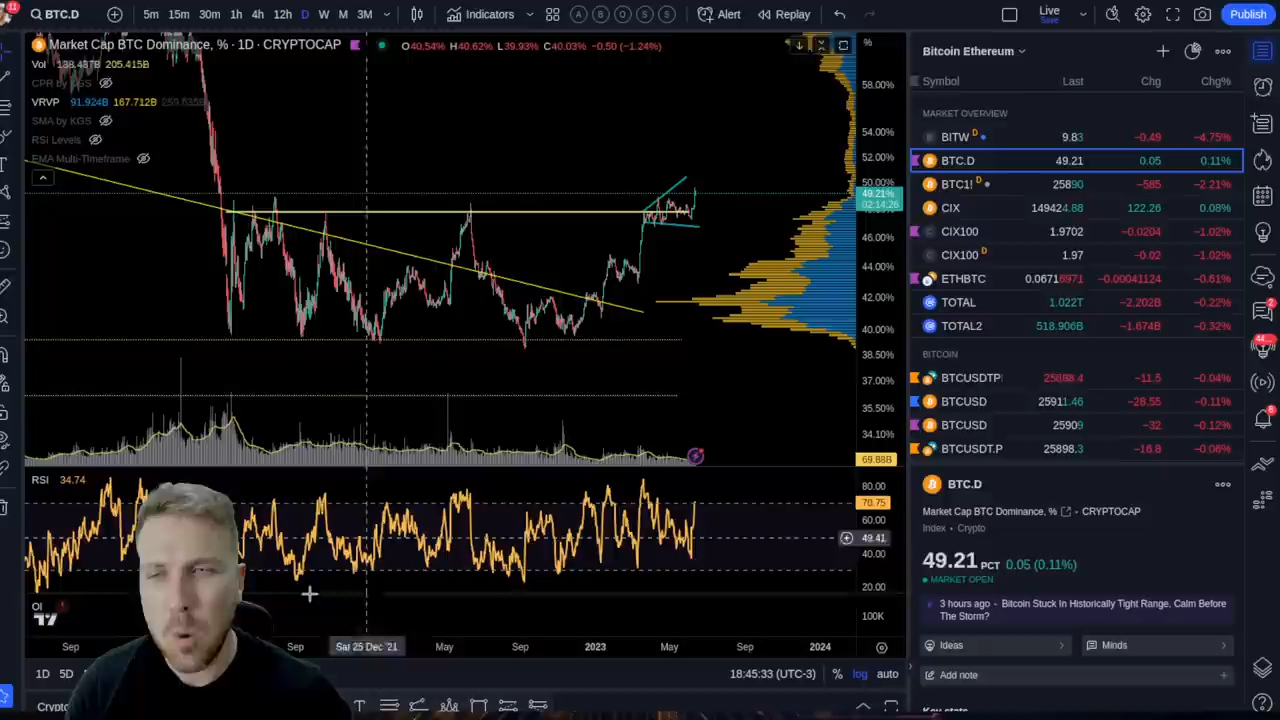 BTC.D
5m 15m 30m 1h 4h 12h D W M 3M
Indicators
A B O S S
Alert
Replay
Live
Save
Publish
Market Cap BTC Dominance, % · 1D · CRYPTOCAP
O40.54% H40.62% L39.93% C40.03% −0.50 (−1.24%)
Vol 138.437B 205.415B
CPR by KGS
VRVP 91.924B 167.712B 259.635B
SMA by KGS
RSI Levels
EMA Multi-Timeframe
%
58.00%
54.00%
52.00%
50.00%
49.21%
02:14:26
46.00%
44.00%
42.00%
40.00%
38.50%
37.00%
35.50%
34.10%
69.88B
RSI 34.74
80.00
70.75
60.00
49.41
40.00
20.00
OI
100K
Sep
Sep
Sat 25 Dec '21
May
Sep
2023
May
Sep
2024
1D 5D
18:45:33 (UTC-3)
% log auto
Crypto
Bitcoin Ethereum
Symbol Last Chg Chg%
MARKET OVERVIEW
BITW D 9.83 −0.49 −4.75%
BTC.D 49.21 0.05 0.11%
BTC1! D 25890 −585 −2.21%
CIX 149424.88 122.26 0.08%
CIX100 1.9702 −0.0204 −1.02%
CIX100 D 1.97 −0.02 −1.02%
ETHBTC 0.06716971 −0.00041124 −0.61%
TOTAL 1.022T −2.202B −0.22%
TOTAL2 518.906B −1.674B −0.32%
BITCOIN
BTCUSDTP −11.5 −0.04%
BTCUSD 25911.46 −28.55 −0.11%
BTCUSD 25909 −32 −0.12%
BTCUSDT.P 25898.3 −16.8 −0.06%
BTC.D
Market Cap BTC Dominance, % • CRYPTOCAP
Index • Crypto
49.21 PCT 0.05 (0.11%)
MARKET OPEN
3 hours ago • Bitcoin Stuck In Historically Tight Range, Calm Before
The Storm?
Ideas
Minds
Add note
Key stats